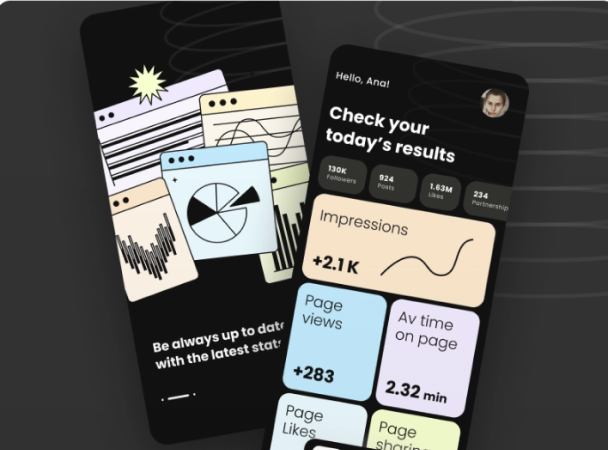 Be always up to date
with the latest stats
Hello, Ana!
Check your
today's results
130K
Followers
924
Posts
1.63M
Likes
234
Partnership
Impressions
+2.1 K
Page
views
+283
Av time
on page
2.32 min
Page
Likes
Page
sharing